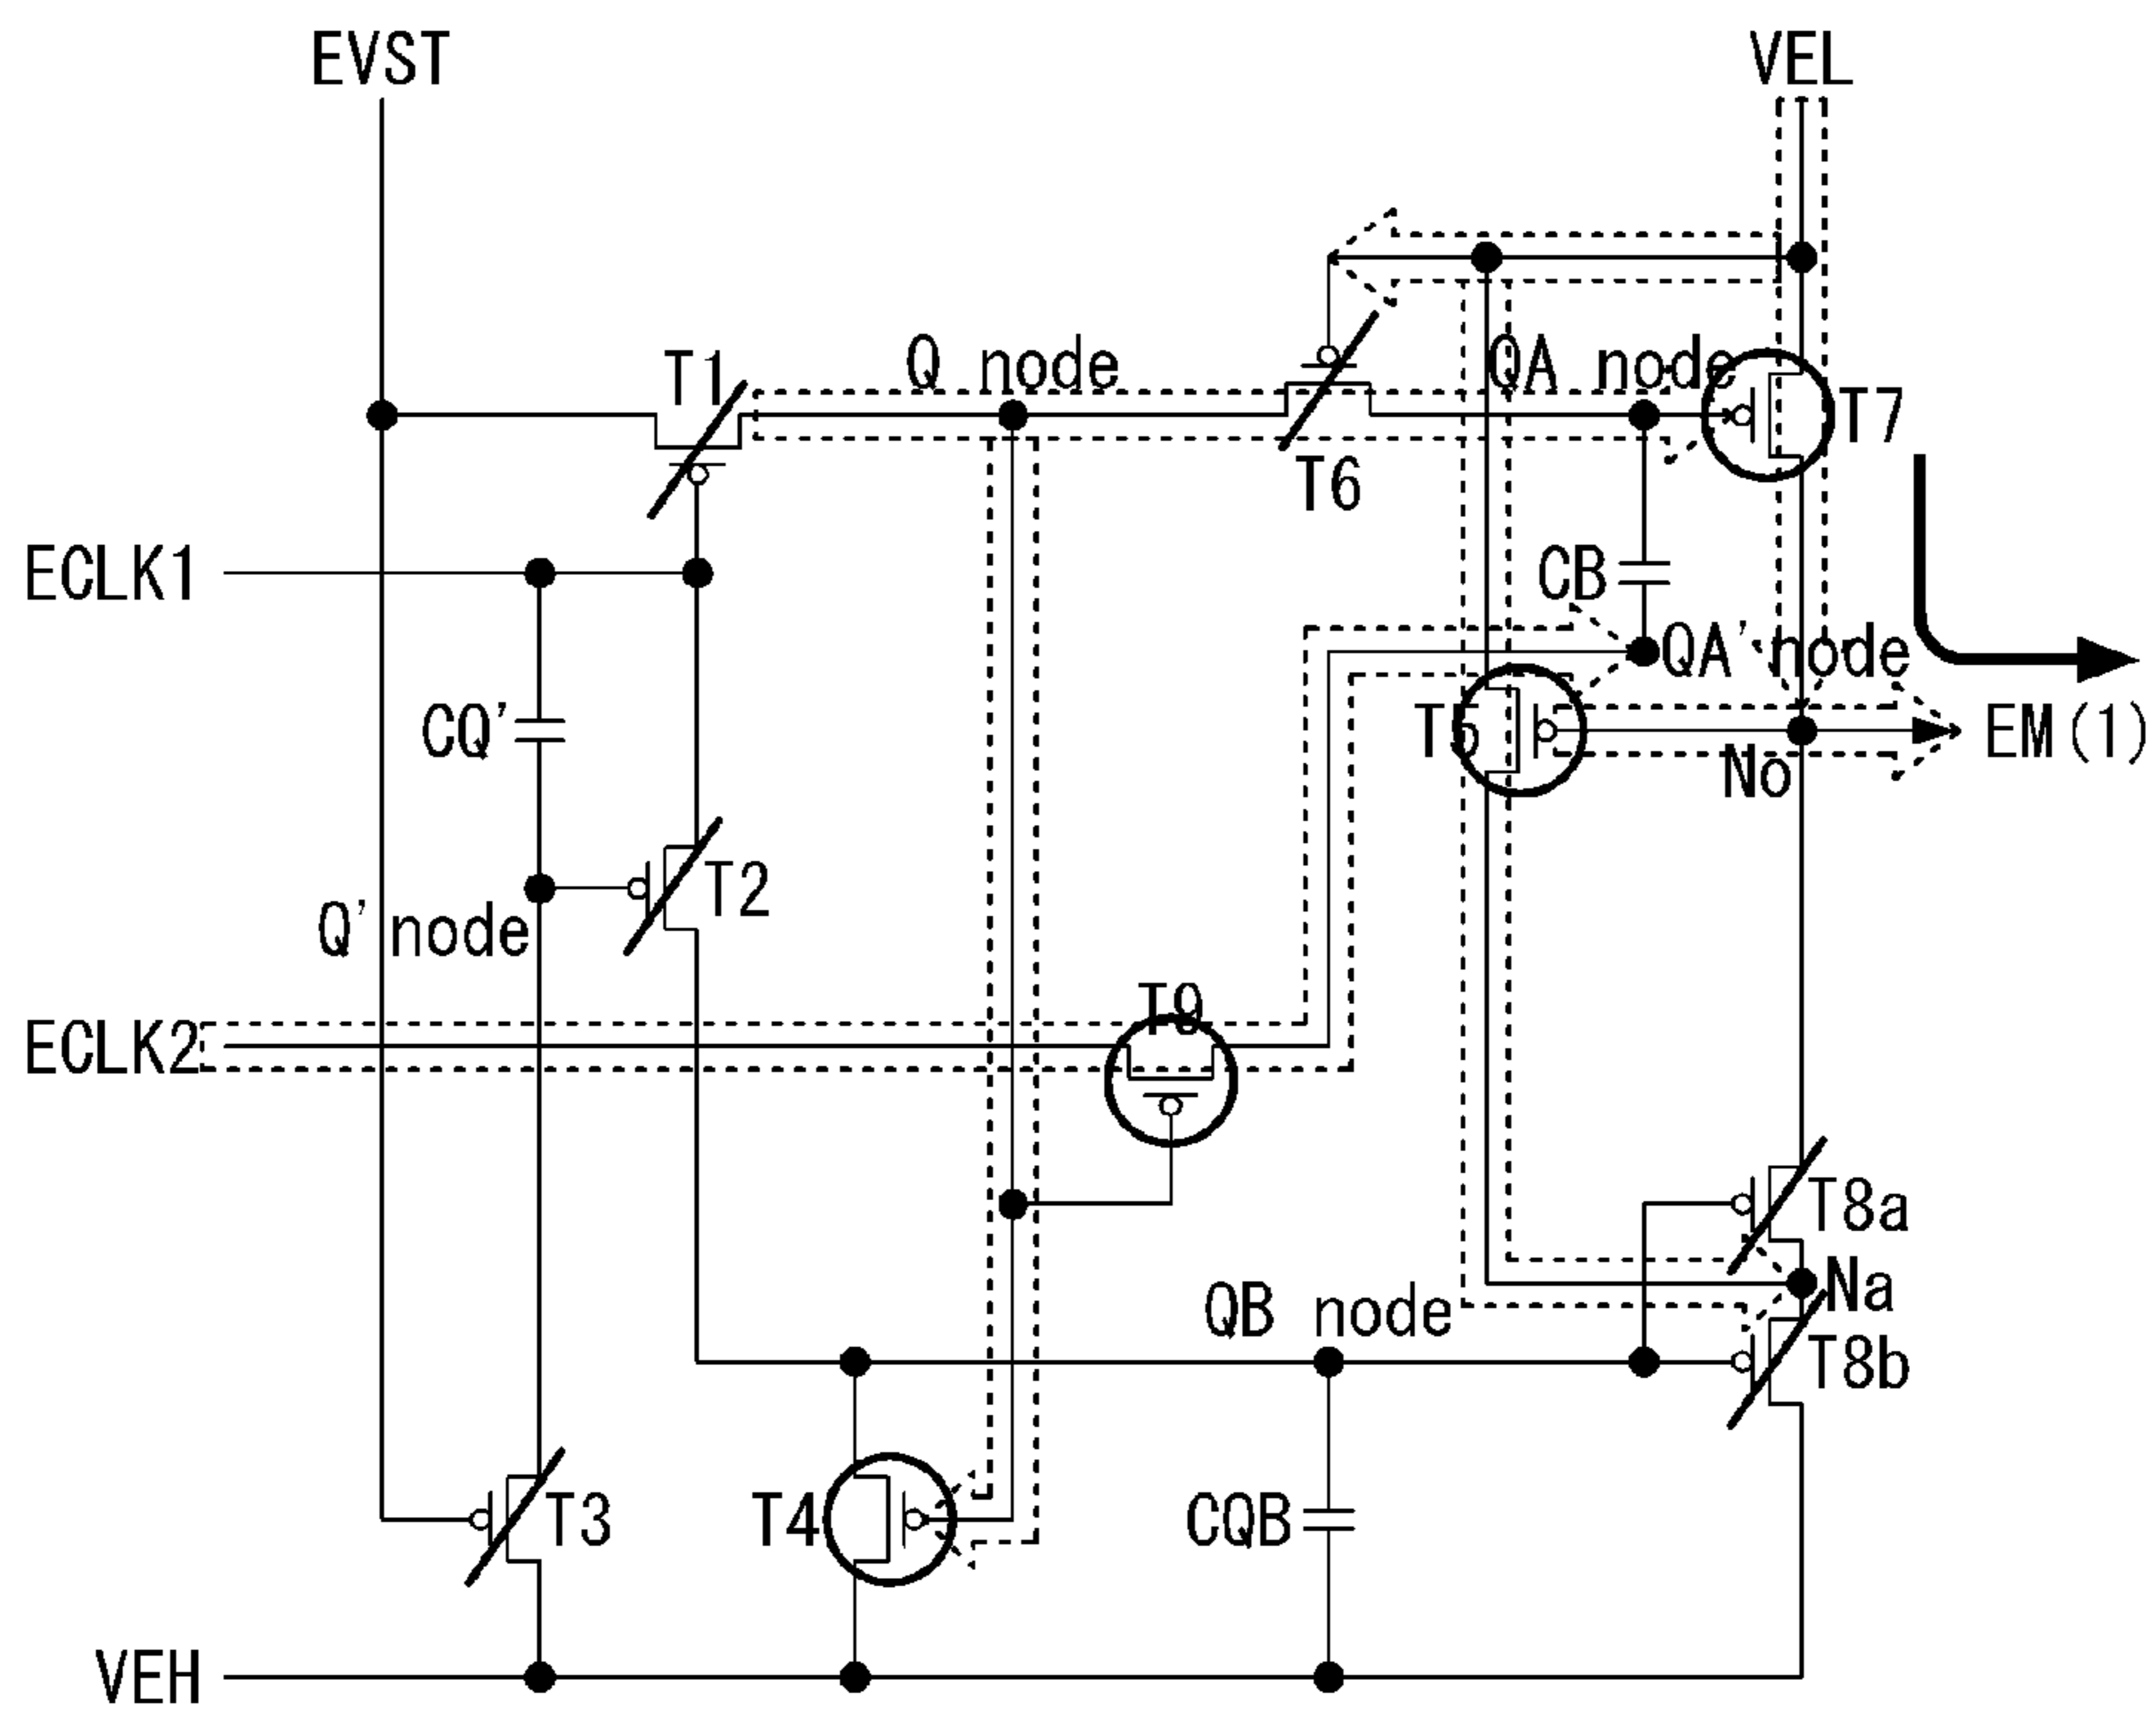 EVST
VEL
T1
Q node
QA node
T7
T6
ECLK1
CB
QA' node
CQ'
T5
No
EM(1)
T2
Q' node
T9
ECLK2
T8a
Na
QB node
T8b
T3
T4
CQB
VEH